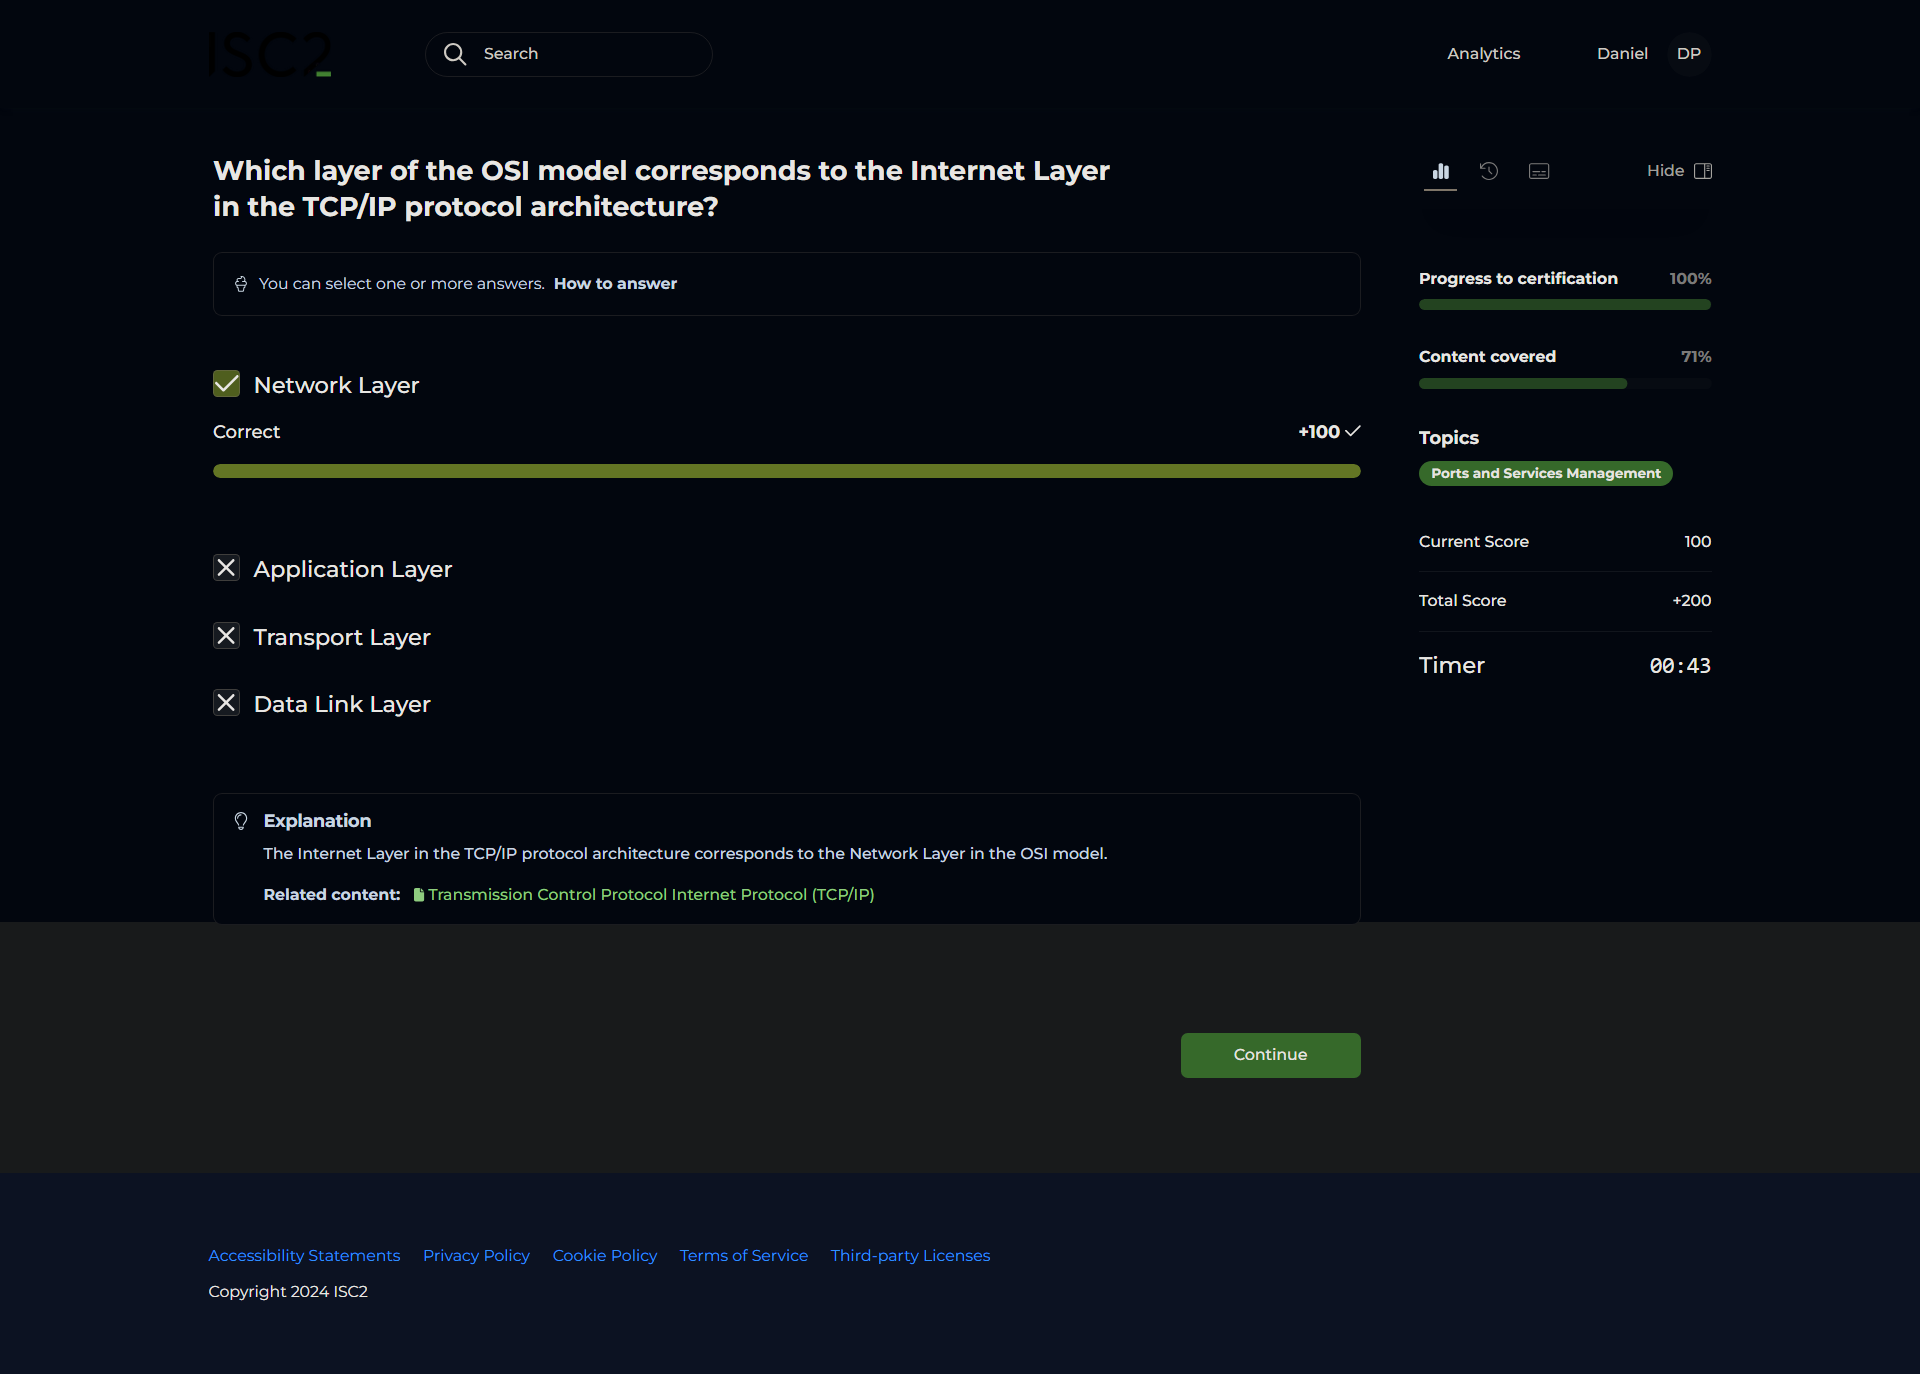 ISC2
Search
Analytics
Daniel
DP
Which layer of the OSI model corresponds to the Internet Layer
in the TCP/IP protocol architecture?
You can select one or more answers. How to answer
Network Layer
Correct
+100
Application Layer
Transport Layer
Data Link Layer
Explanation
The Internet Layer in the TCP/IP protocol architecture corresponds to the Network Layer in the OSI model.
Related content: Transmission Control Protocol Internet Protocol (TCP/IP)
Continue
Hide
Progress to certification 100%
Content covered 71%
Topics
Ports and Services Management
Current Score 100
Total Score +200
Timer 00:43
Accessibility Statements Privacy Policy Cookie Policy Terms of Service Third-party Licenses
Copyright 2024 ISC2